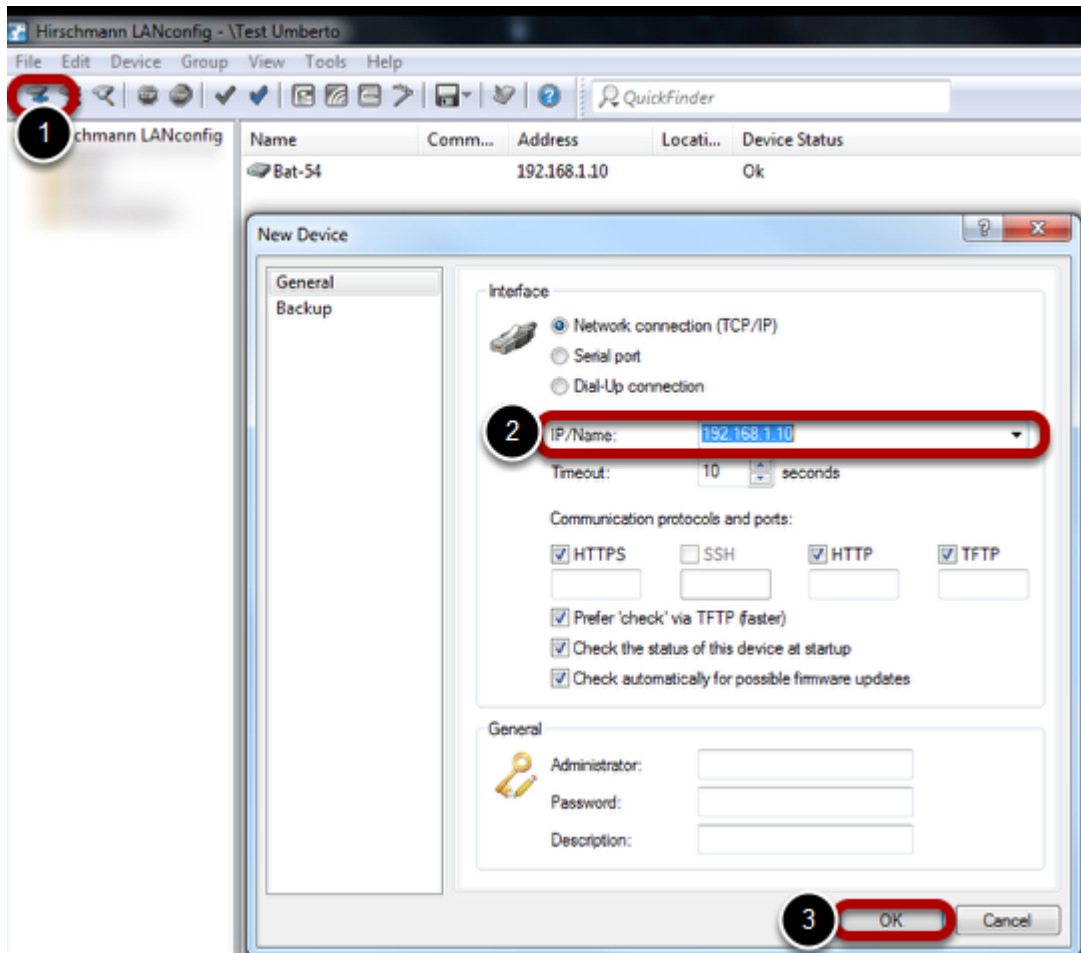 Hirschmann LANconfig - \Test Umberto
File Edit Device Group View Tools Help
QuickFinder
1
chmann LANconfig
Name Comm... Address Locati... Device Status
Bat-54 192.168.1.10 Ok
New Device
General
Backup
Interface
Network connection (TCP/IP)
Serial port
Dial-Up connection
2
IP/Name: 192.168.1.10
Timeout: 10 seconds
Communication protocols and ports:
HTTPS SSH HTTP TFTP
Prefer 'check' via TFTP (faster)
Check the status of this device at startup
Check automatically for possible firmware updates
General
Administrator:
Password:
Description:
3
OK Cancel